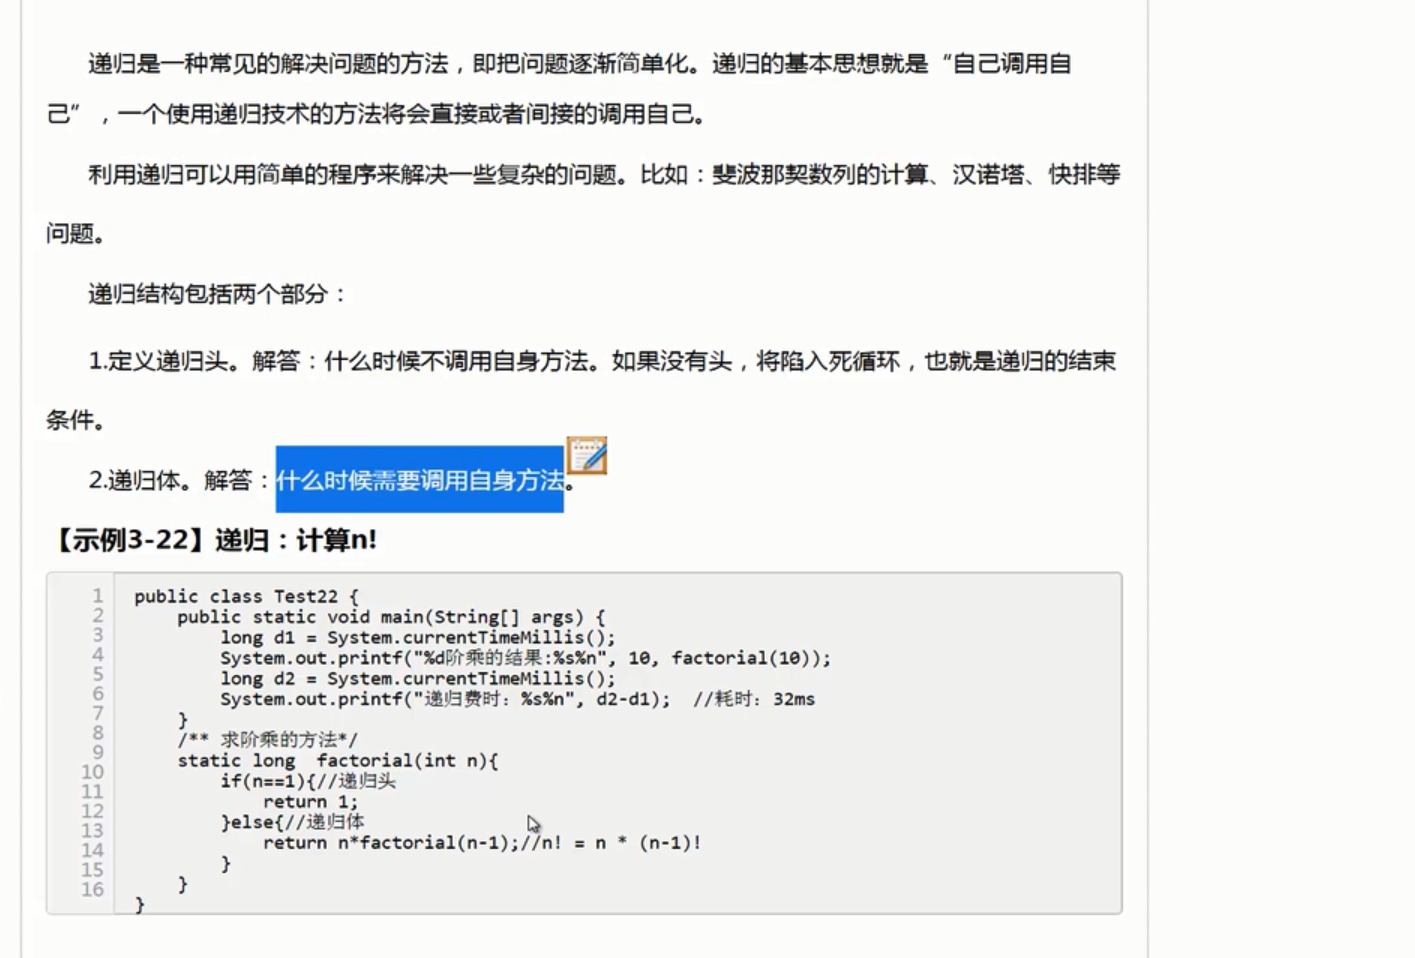 递归是一种常见的解决问题的方法，即把问题逐渐简单化。递归的基本思想就是“自己调用自
己”，一个使用递归技术的方法将会直接或者间接的调用自己。
利用递归可以用简单的程序来解决一些复杂的问题。比如：斐波那契数列的计算、汉诺塔、快排等
问题。
递归结构包括两个部分：
1.定义递归头。解答：什么时候不调用自身方法。如果没有头，将陷入死循环，也就是递归的结束
条件。
2.递归体。解答：什么时候需要调用自身方法。
【示例3-22】递归：计算n!
1 public class Test22 {
2     public static void main(String[] args) {
3         long d1 = System.currentTimeMillis();
4         System.out.printf("%d阶乘的结果:%s%n", 10, factorial(10));
5         long d2 = System.currentTimeMillis();
6         System.out.printf("递归费时：%s%n", d2-d1);  //耗时：32ms
7     }
8     /** 求阶乘的方法*/
9     static long  factorial(int n){
10         if(n==1){//递归头
11             return 1;
12         }else{//递归体
13             return n*factorial(n-1);//n! = n * (n-1)!
14         }
15     }
16 }